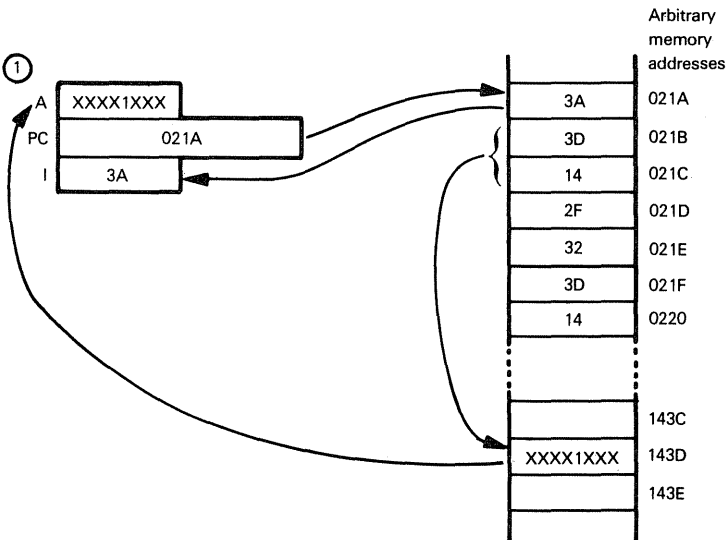 Arbitrary
memory
addresses
1
A XXXX1XXX
PC 021A
I 3A
3A 021A
3D 021B
14 021C
2F 021D
32 021E
3D 021F
14 0220
143C
XXXX1XXX 143D
143E